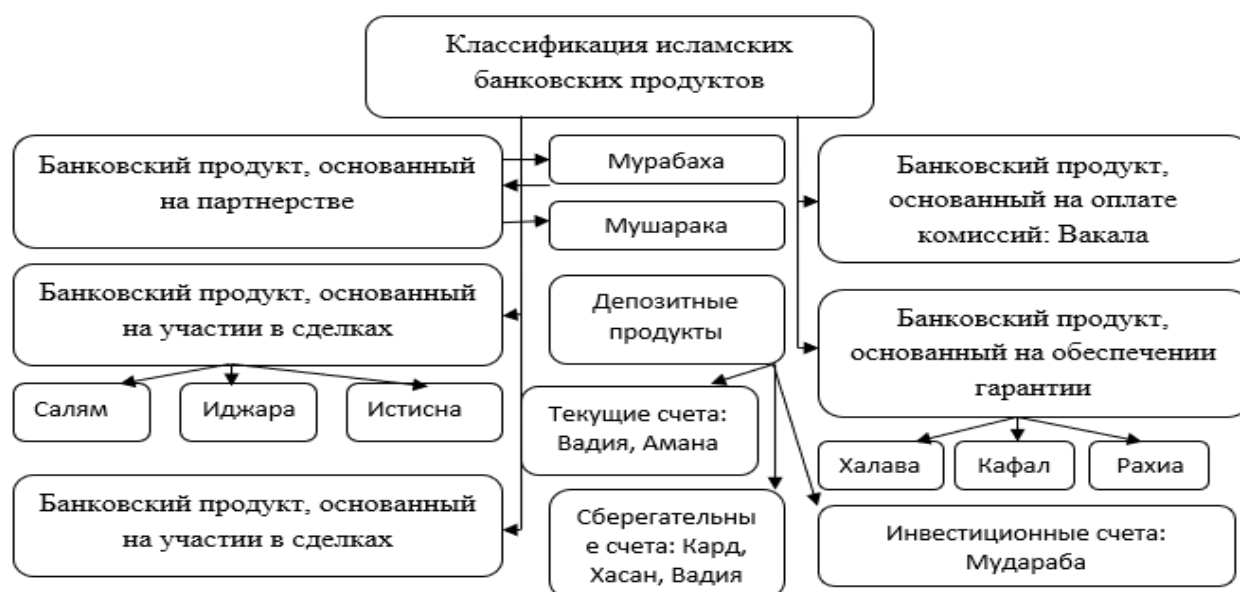 Классификация исламских
банковских продуктов
Банковский продукт, основанный
на партнерстве
Мурабаха
Мушарака
Банковский продукт,
основанный на оплате
комиссий: Вакала
Банковский продукт, основанный
на участии в сделках
Салям
Иджара
Истисна
Депозитные
продукты
Банковский продукт,
основанный на обеспечении
гарантии
Текущие счета:
Вадия, Амана
Халава
Кафал
Рахиа
Банковский продукт, основанный
на участии в сделках
Сберегательны
е счета: Кард,
Хасан, Вадия
Инвестиционные счета:
Мудараба